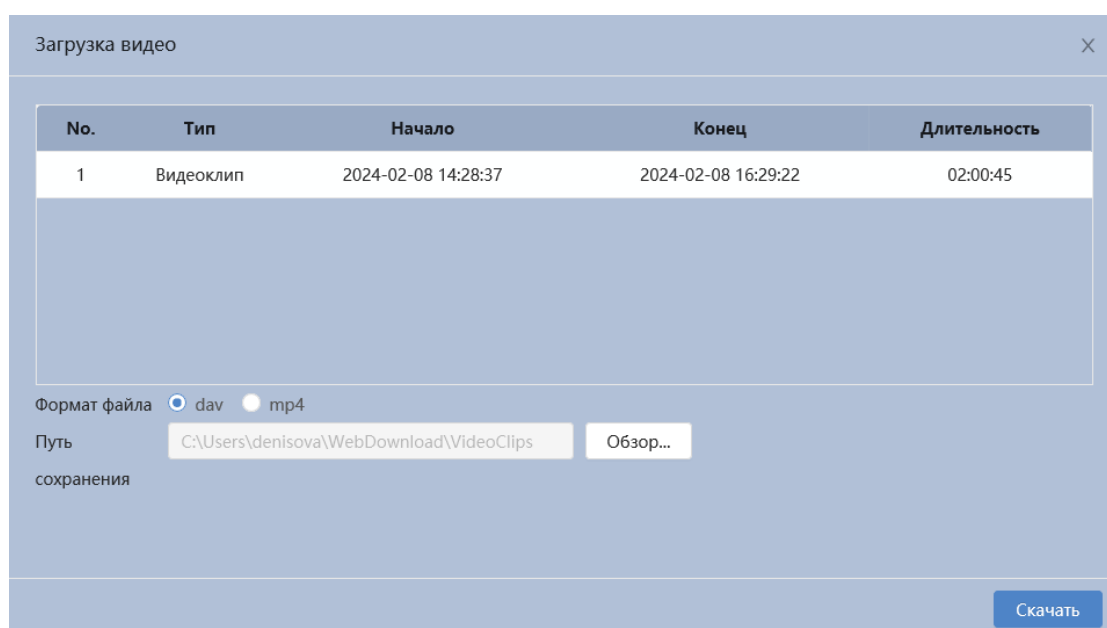 Загрузка видео
No. Тип Начало Конец Длительность
1 Видеоклип 2024-02-08 14:28:37 2024-02-08 16:29:22 02:00:45
Формат файла dav mp4
Путь C:\Users\denisova\WebDownload\VideoClips Обзор...
сохранения
Скачать